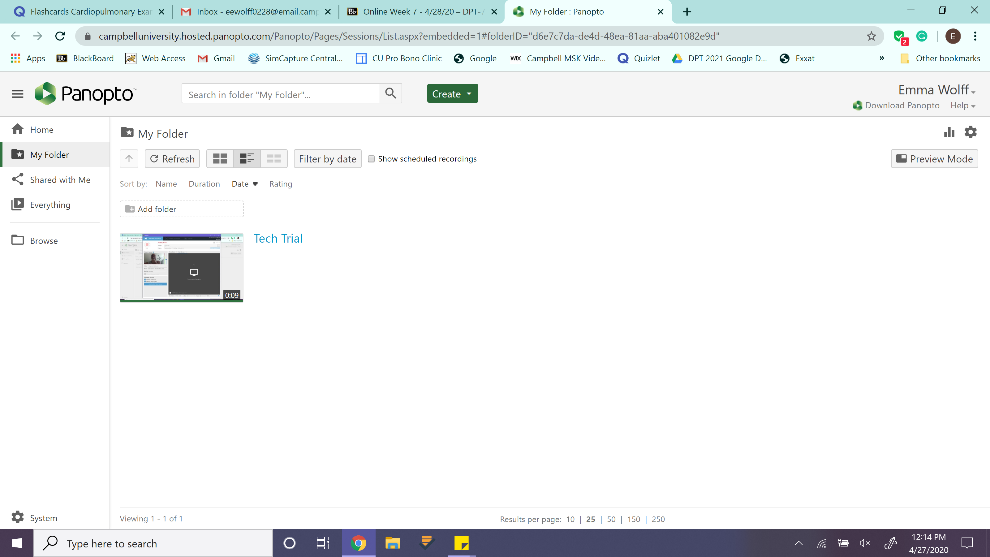 Flashcards Cardiopulmonary Exam
Inbox - eewolff0228@email.camp
Online Week 7 - 4/28/20 – DPT-
My Folder : Panopto
campbelluniversity.hosted.panopto.com/Panopto/Pages/Sessions/List.aspx?embedded=1#folderID="d6e7c7da-de4d-48ea-81aa-aba401082e9d"
2
E
Apps
Bb
BlackBoard
Web Access
Gmail
SimCapture Central...
CU Pro Bono Clinic
Google
WIX
Campbell MSK Vide...
Quizlet
DPT 2021 Google D...
Exxat
»
Other bookmarks
Panopto
Search in folder "My Folder"...
Create
Emma Wolff
Download Panopto
Help
Home
My Folder
Shared with Me
Everything
Browse
System
My Folder
Refresh
Filter by date
Show scheduled recordings
Preview Mode
Sort by: Name Duration Date Rating
Add folder
Tech Trial
0:09
Viewing 1 - 1 of 1
Results per page: 10 | 25 | 50 | 150 | 250
Type here to search
12:14 PM
4/27/2020